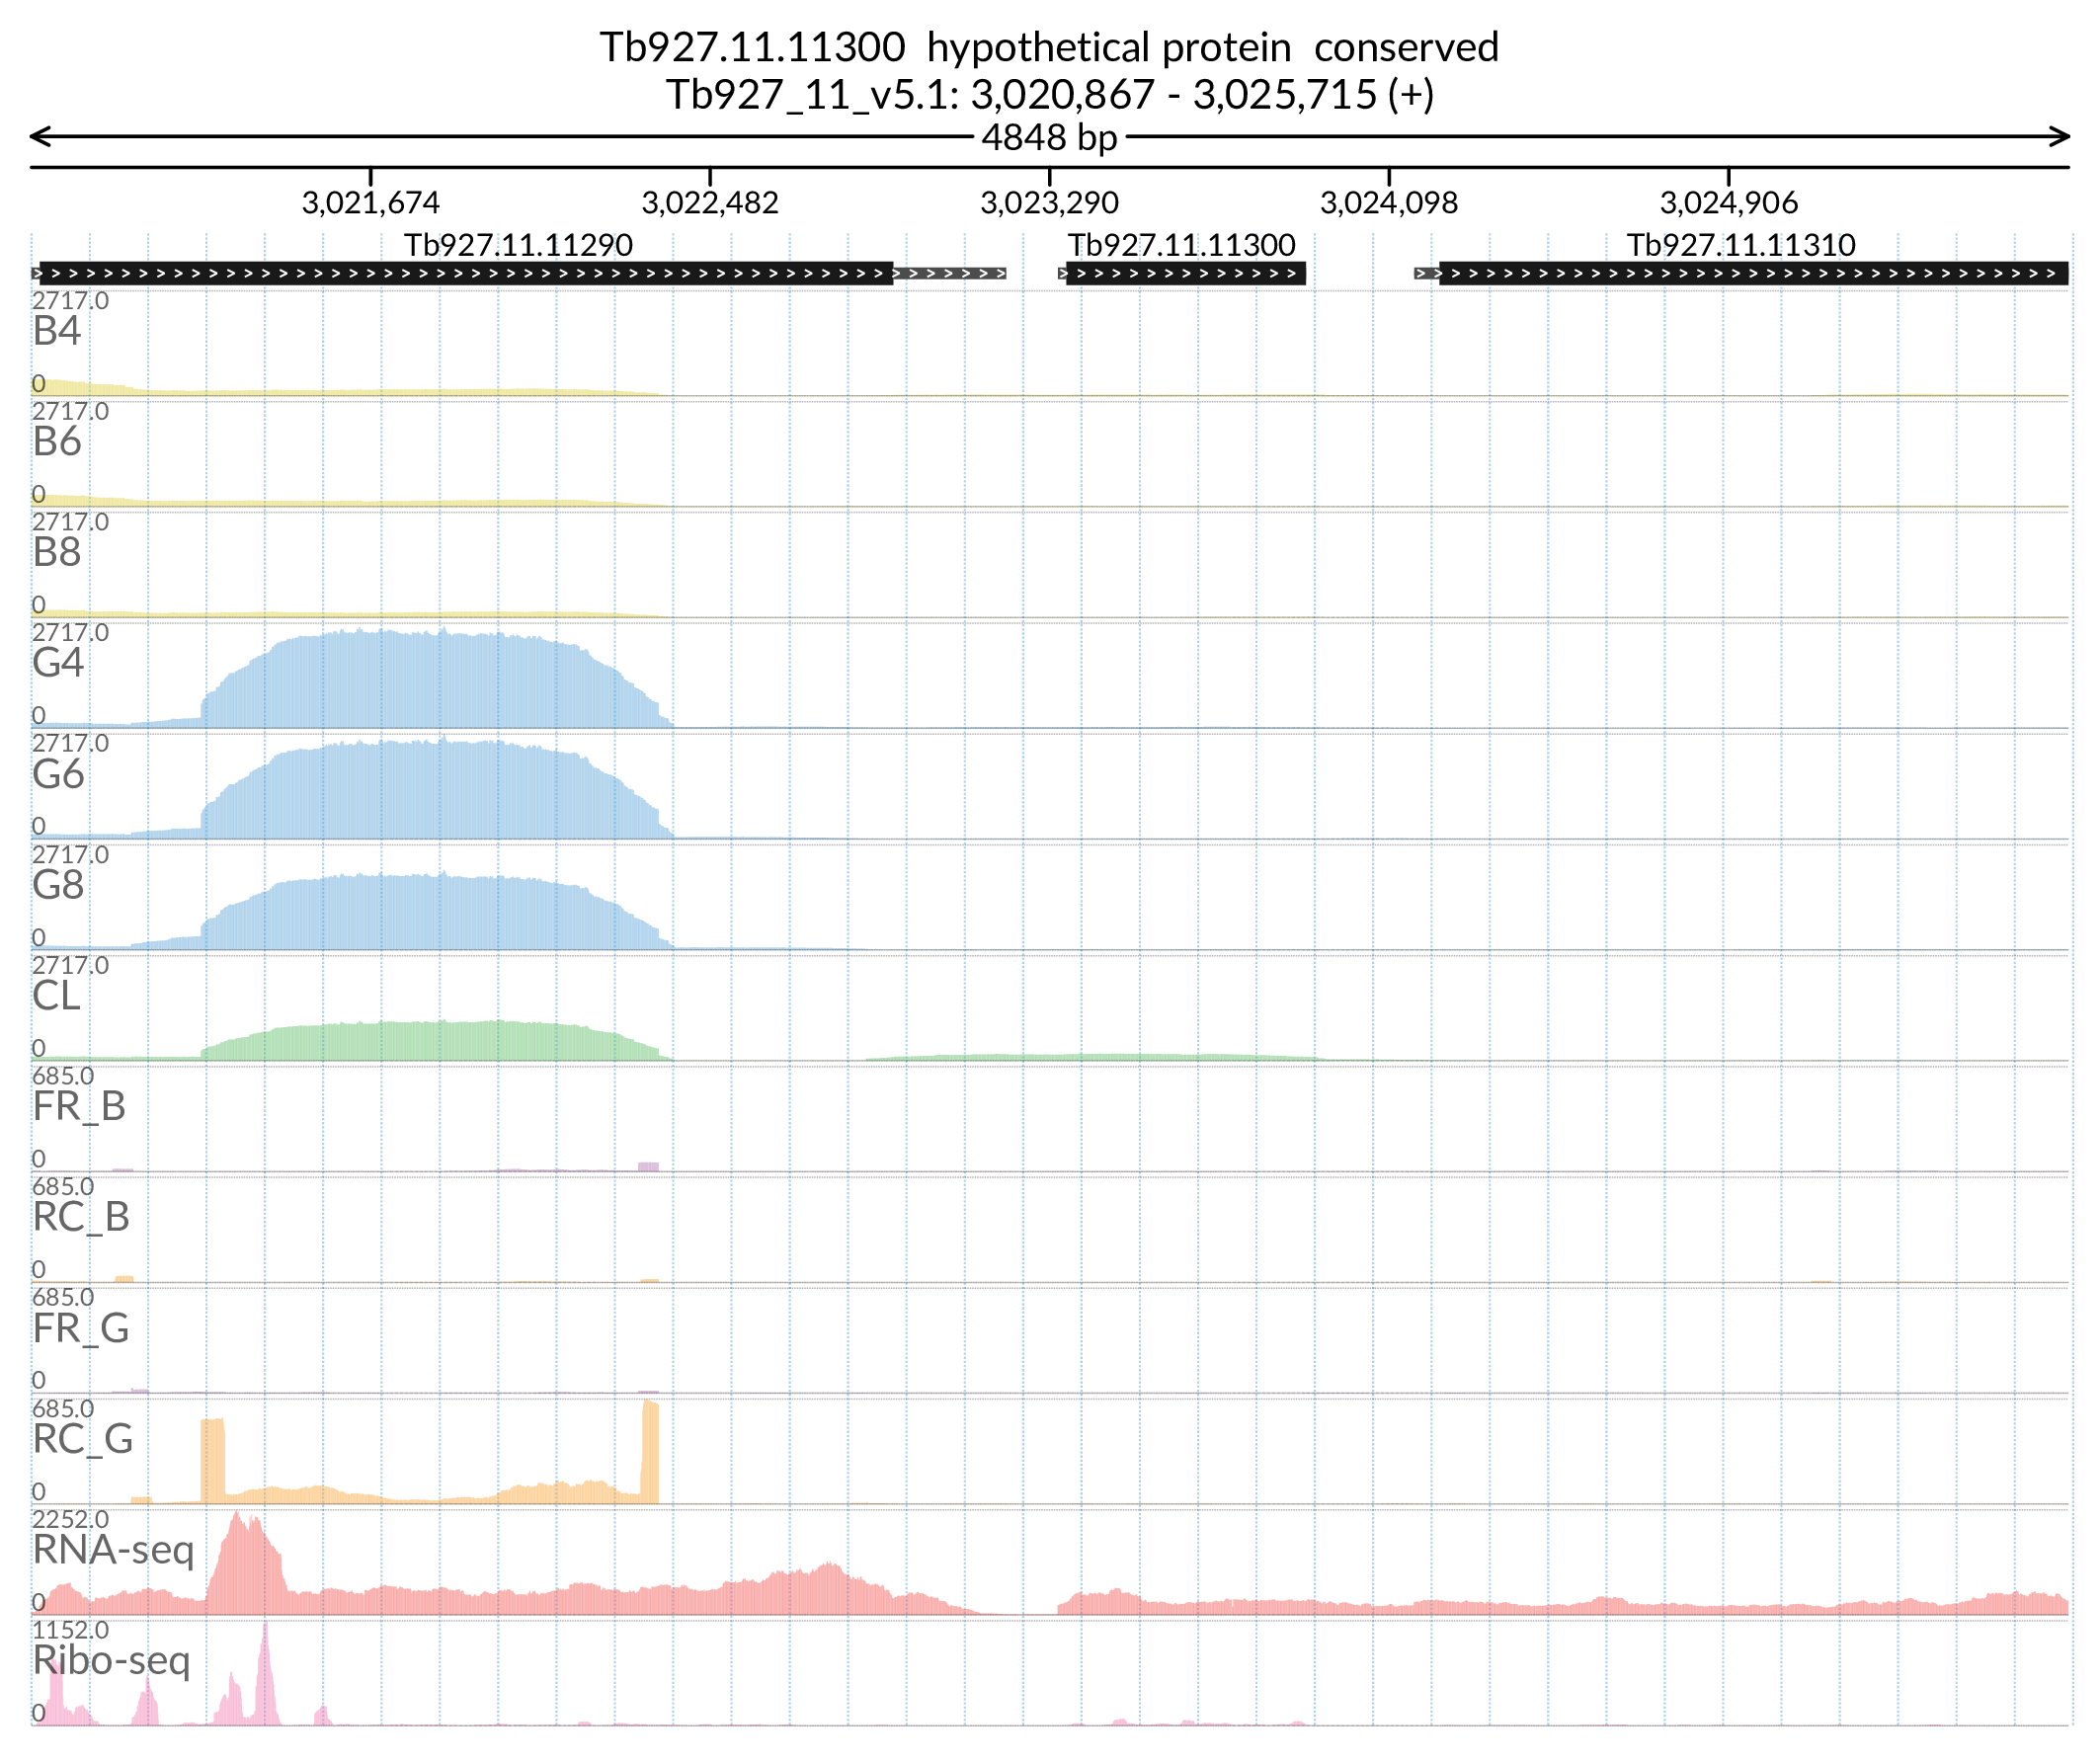 Tb927.11.11300 hypothetical protein conserved
Tb927_11_v5.1: 3,020,867 - 3,025,715 (+)
4848 bp
3,021,674 3,022,482 3,023,290 3,024,098 3,024,906
Tb927.11.11290 Tb927.11.11300 Tb927.11.11310
2717.0
B4
0
2717.0
B6
0
2717.0
B8
0
2717.0
G4
0
2717.0
G6
0
2717.0
G8
0
2717.0
CL
0
685.0
FR_B
0
685.0
RC_B
0
685.0
FR_G
0
685.0
RC_G
0
2252.0
RNA-seq
0
1152.0
Ribo-seq
0